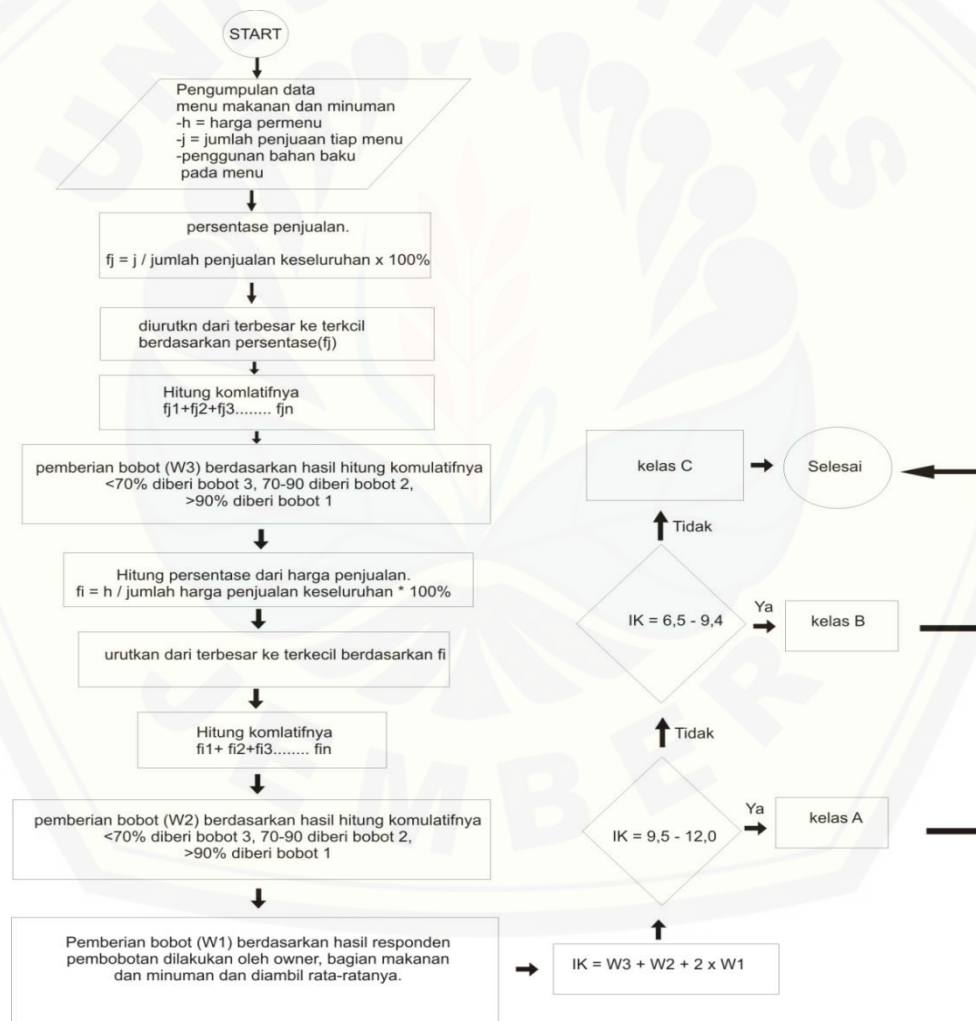 START
Pengumpulan data
menu makanan dan minuman
-h = harga permenu
-j = jumlah penjuaan tiap menu
-penggunan bahan baku
pada menu
persentase penjualan.
fj = j / jumlah penjualan keseluruhan x 100%
diurutkn dari terbesar ke terkcil
berdasarkan persentase(fj)
Hitung komlatifnya
fj1+fj2+fj3........ fjn
pemberian bobot (W3) berdasarkan hasil hitung komulatifnya
<70% diberi bobot 3, 70-90 diberi bobot 2,
>90% diberi bobot 1
Hitung persentase dari harga penjualan.
fi = h / jumlah harga penjualan keseluruhan * 100%
urutkan dari terbesar ke terkecil berdasarkan fi
Hitung komlatifnya
fi1+ fi2+fi3........ fin
pemberian bobot (W2) berdasarkan hasil hitung komulatifnya
<70% diberi bobot 3, 70-90 diberi bobot 2,
>90% diberi bobot 1
Pemberian bobot (W1) berdasarkan hasil responden
pembobotan dilakukan oleh owner, bagian makanan
dan minuman dan diambil rata-ratanya.
IK = W3 + W2 + 2 x W1
IK = 9,5 - 12,0
Ya
kelas A
Tidak
IK = 6,5 - 9,4
Ya
kelas B
Tidak
kelas C
Selesai
UNIVERSITAS
JEMBER